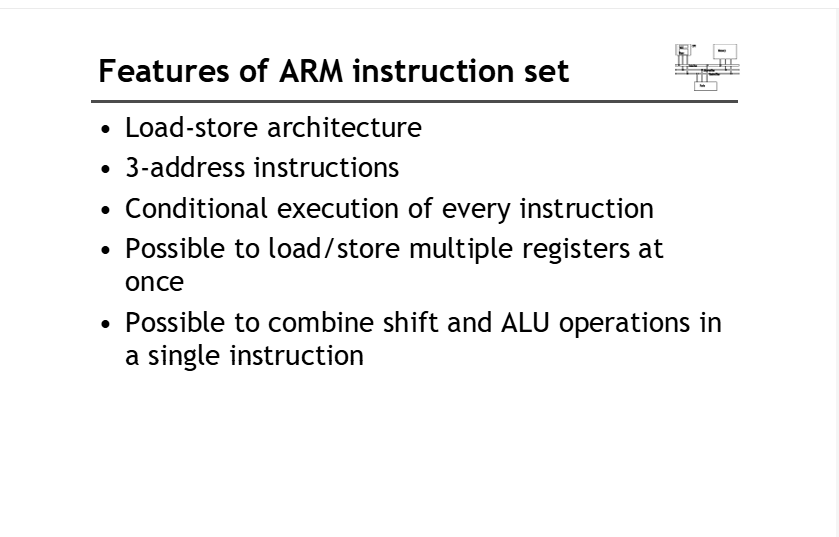 Features of ARM instruction set
• Load-store architecture
• 3-address instructions
• Conditional execution of every instruction
• Possible to load/store multiple registers at
once
• Possible to combine shift and ALU operations in
a single instruction